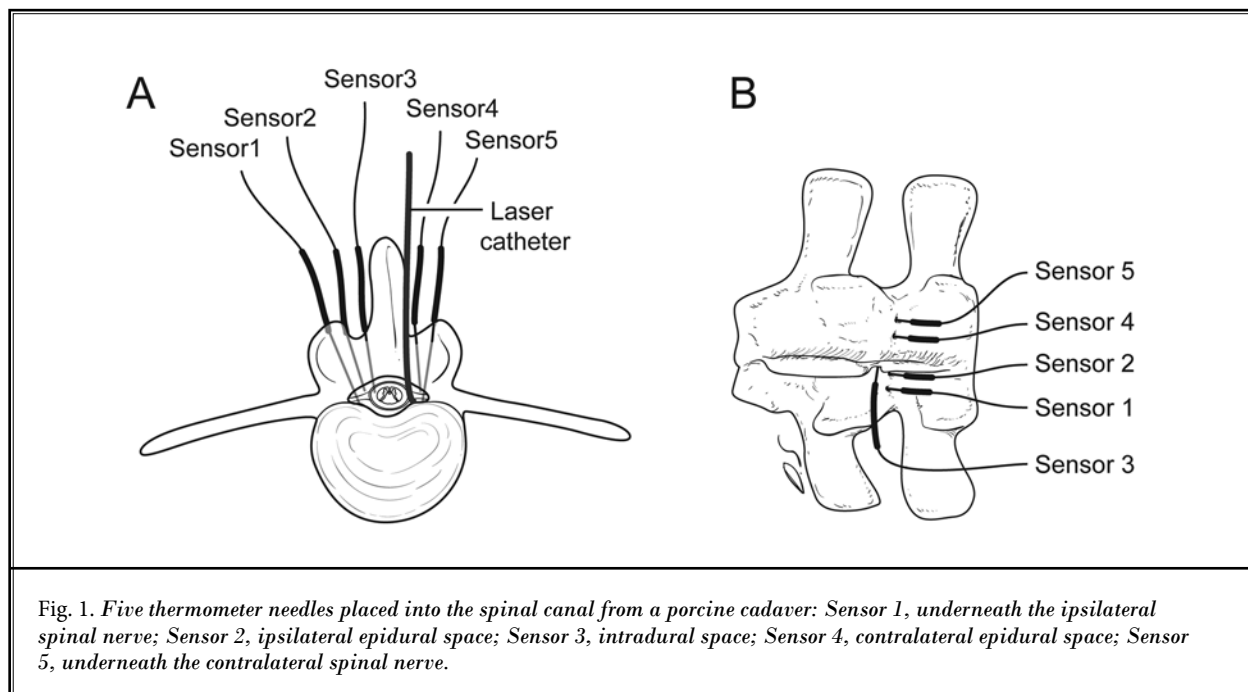 A
Sensor3
Sensor2
Sensor4
Sensor1
Sensor5
Laser
catheter
B
Sensor 5
Sensor 4
Sensor 2
Sensor 1
Sensor 3
Fig. 1. Five thermometer needles placed into the spinal canal from a porcine cadaver: Sensor 1, underneath the ipsilateral
spinal nerve; Sensor 2, ipsilateral epidural space; Sensor 3, intradural space; Sensor 4, contralateral epidural space; Sensor
5, underneath the contralateral spinal nerve.